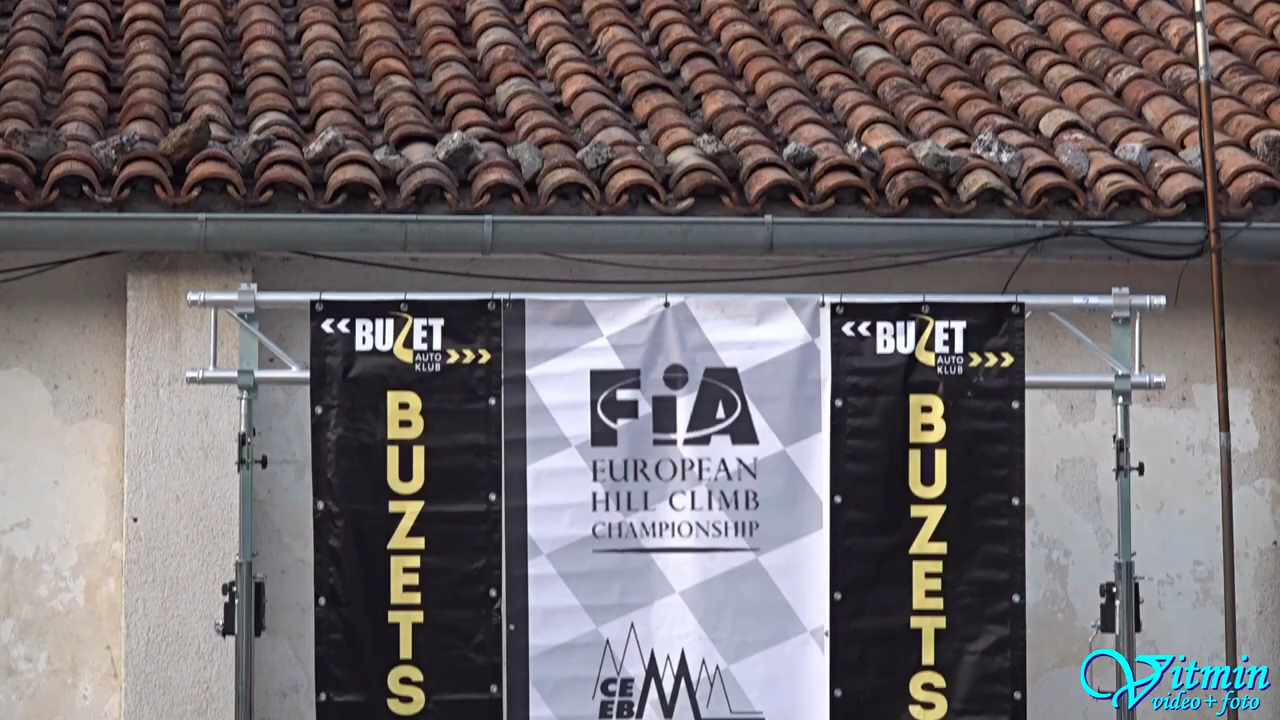 BUZET
AUTO
KLUB
BUZETS
FIA
EUROPEAN
HILL CLIMB
CHAMPIONSHIP
CE
EB
BUZET
AUTO
KLUB
BUZETS
Vitmin
video + foto